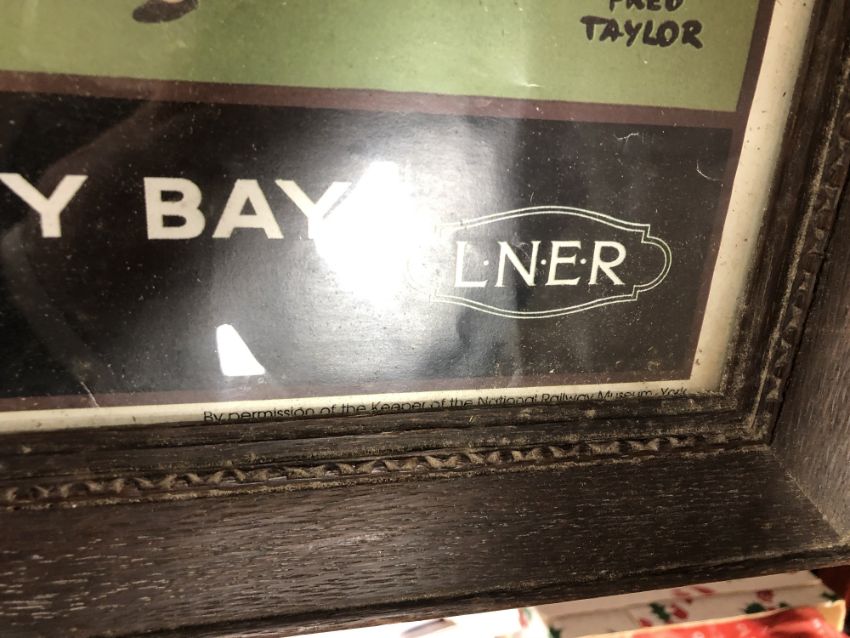 FRED
TAYLOR
Y BAY
L·N·E·R
By permission of the Keeper of the National Railway Museum, York